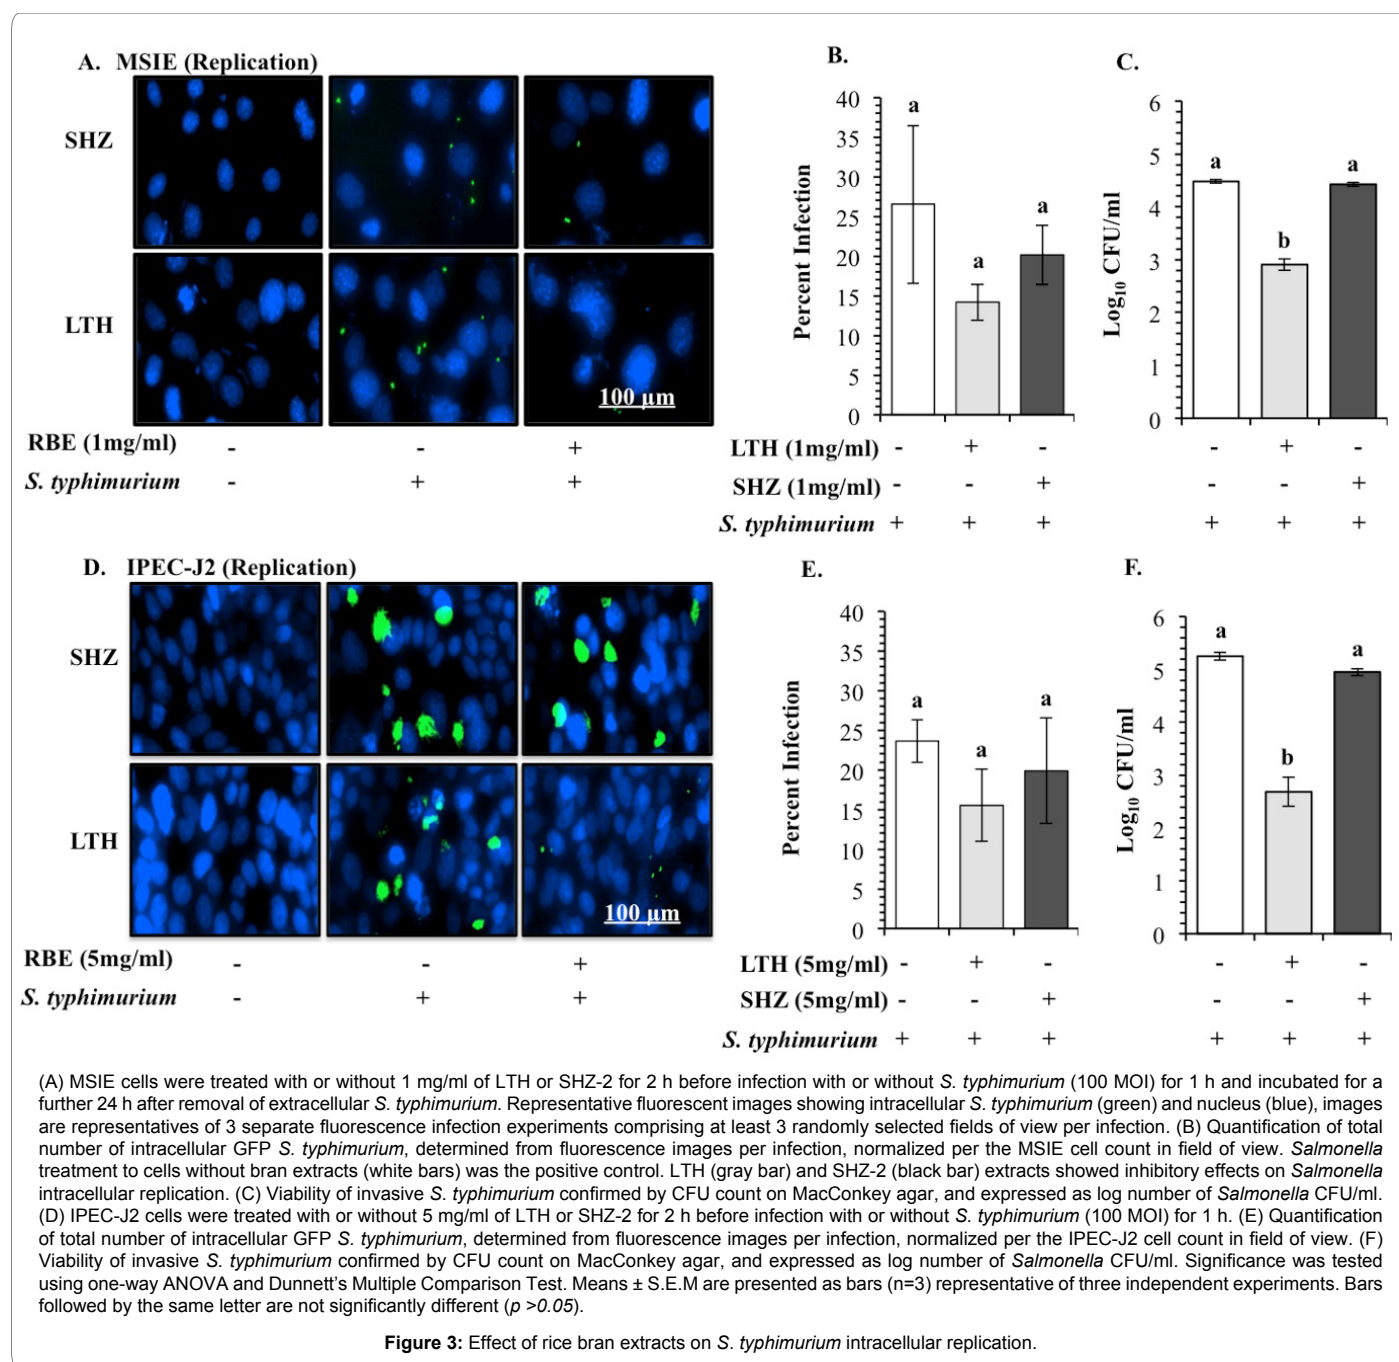 A. MSIE (Replication)
SHZ
LTH
100 µm
RBE (1mg/ml) - - +
S. typhimurium - + +
B.
Percent Infection
40
35
30
25
20
15
10
5
0
a
a
a
C.
Log10 CFU/ml
6
5
4
3
2
1
0
a
b
a
LTH (1mg/ml) - + - - + -
SHZ (1mg/ml) - - + - - +
S. typhimurium + + + + + +
D. IPEC-J2 (Replication)
SHZ
LTH
100 µm
RBE (5mg/ml) - - +
S. typhimurium - + +
E.
Percent Infection
40
35
30
25
20
15
10
5
0
a
a
a
F.
Log10 CFU/ml
6
5
4
3
2
1
0
a
b
a
LTH (5mg/ml) - + - - + -
SHZ (5mg/ml) - - + - - +
S. typhimurium + + + + + +
(A) MSIE cells were treated with or without 1 mg/ml of LTH or SHZ-2 for 2 h before infection with or without S. typhimurium (100 MOI) for 1 h and incubated for a
further 24 h after removal of extracellular S. typhimurium. Representative fluorescent images showing intracellular S. typhimurium (green) and nucleus (blue), images
are representatives of 3 separate fluorescence infection experiments comprising at least 3 randomly selected fields of view per infection. (B) Quantification of total
number of intracellular GFP S. typhimurium, determined from fluorescence images per infection, normalized per the MSIE cell count in field of view. Salmonella
treatment to cells without bran extracts (white bars) was the positive control. LTH (gray bar) and SHZ-2 (black bar) extracts showed inhibitory effects on Salmonella
intracellular replication. (C) Viability of invasive S. typhimurium confirmed by CFU count on MacConkey agar, and expressed as log number of Salmonella CFU/ml.
(D) IPEC-J2 cells were treated with or without 5 mg/ml of LTH or SHZ-2 for 2 h before infection with or without S. typhimurium (100 MOI) for 1 h. (E) Quantification
of total number of intracellular GFP S. typhimurium, determined from fluorescence images per infection, normalized per the IPEC-J2 cell count in field of view. (F)
Viability of invasive S. typhimurium confirmed by CFU count on MacConkey agar, and expressed as log number of Salmonella CFU/ml. Significance was tested
using one-way ANOVA and Dunnett's Multiple Comparison Test. Means ± S.E.M are presented as bars (n=3) representative of three independent experiments. Bars
followed by the same letter are not significantly different (p >0.05).
Figure 3: Effect of rice bran extracts on S. typhimurium intracellular replication.